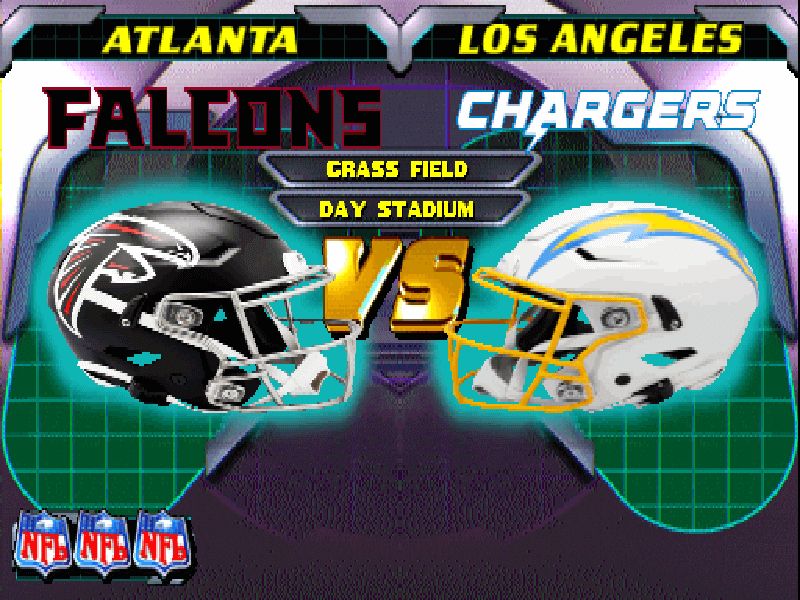 ATLANTA
LOS ANGELES
FALCONS
CHARGERS
GRASS FIELD
DAY STADIUM
VS
NFL NFL NFL